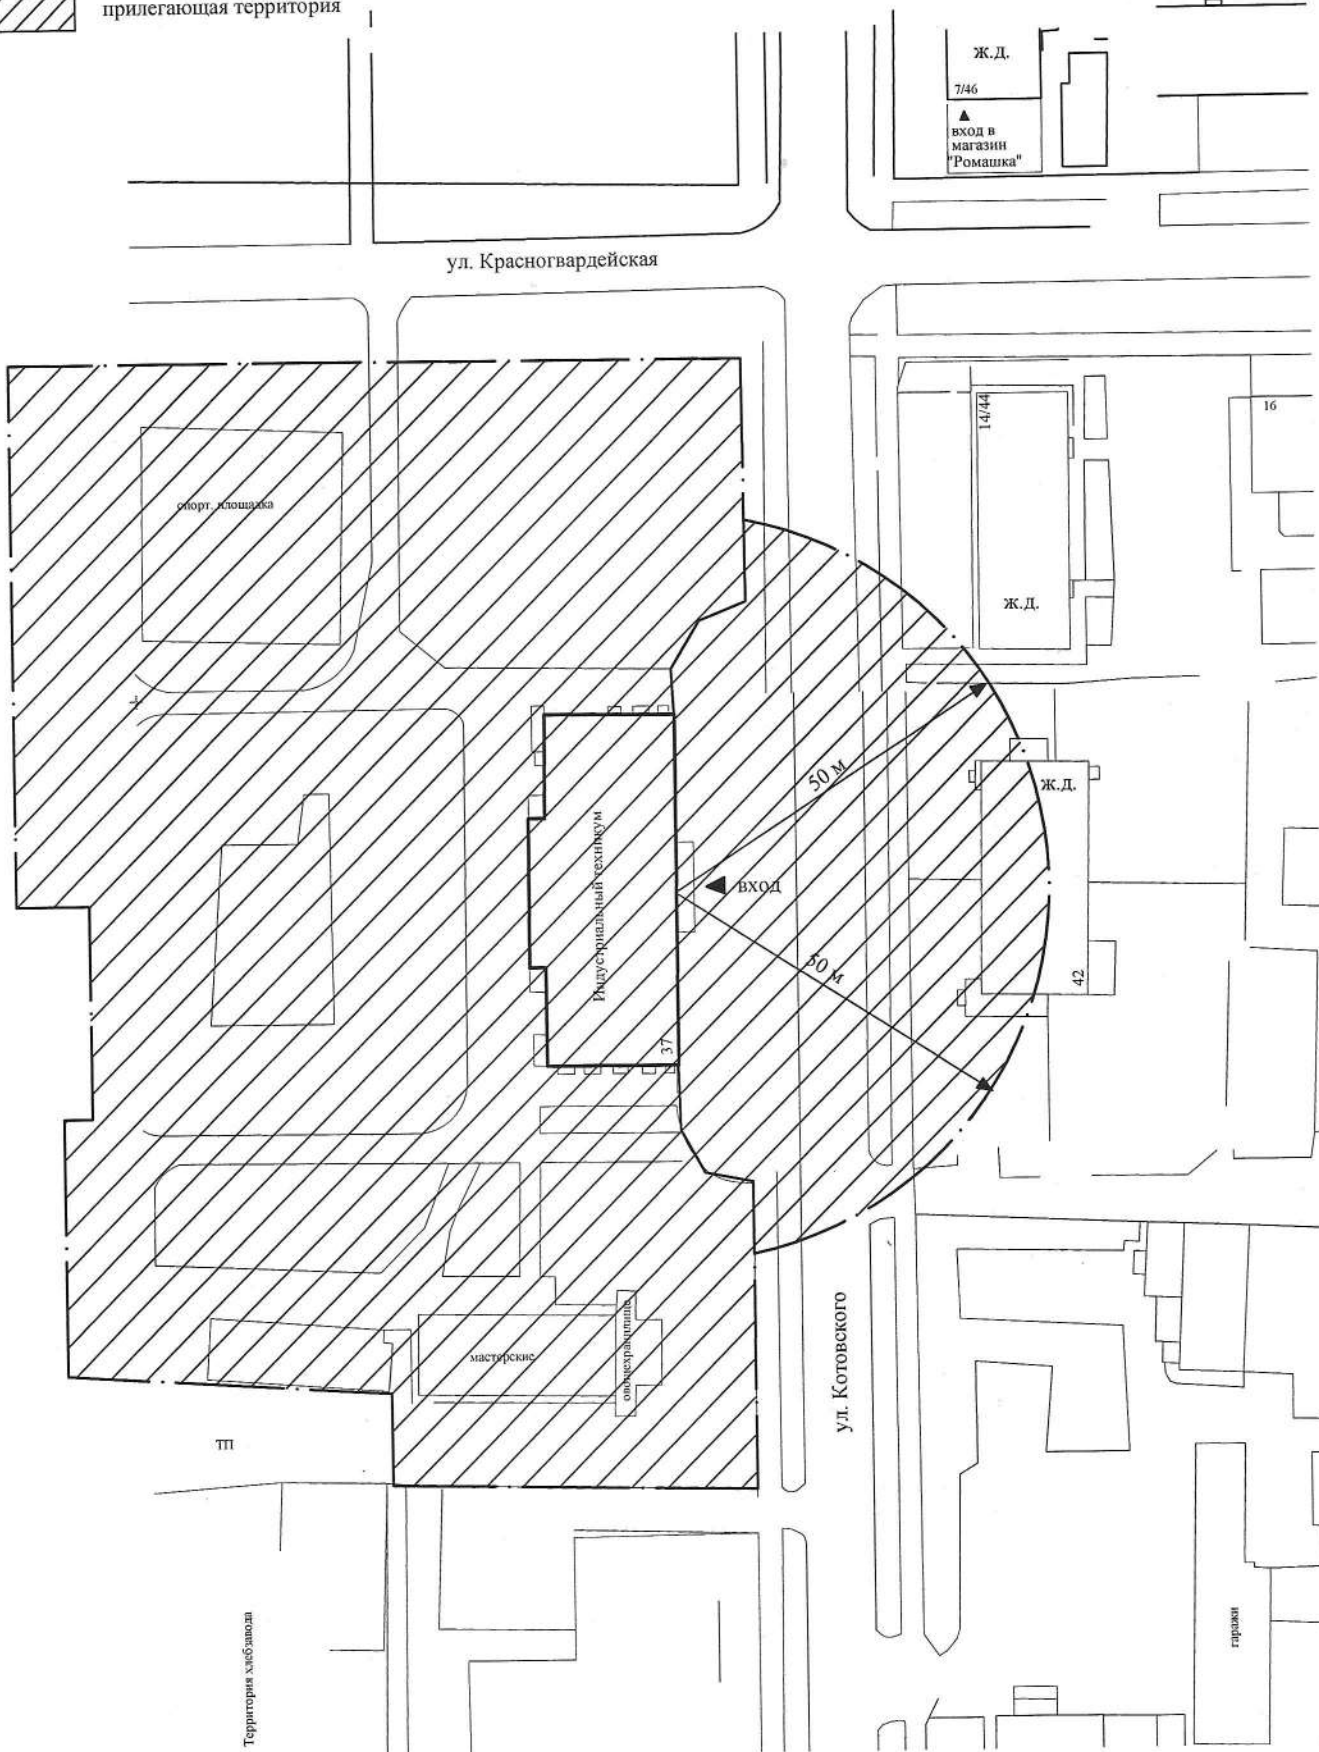 прилегающая территория
ж.д.
7/46
вход в
магазин
"Ромашка"
ул. Красногвардейская
14/44
16
спорт. площадка
ж.д.
50 м
ж.д.
Индустриальный техникум
вход
50 м
42
37
ул. Котовского
овощехранилище
мастерские
ТП
гаражи
Территория хлебзавода